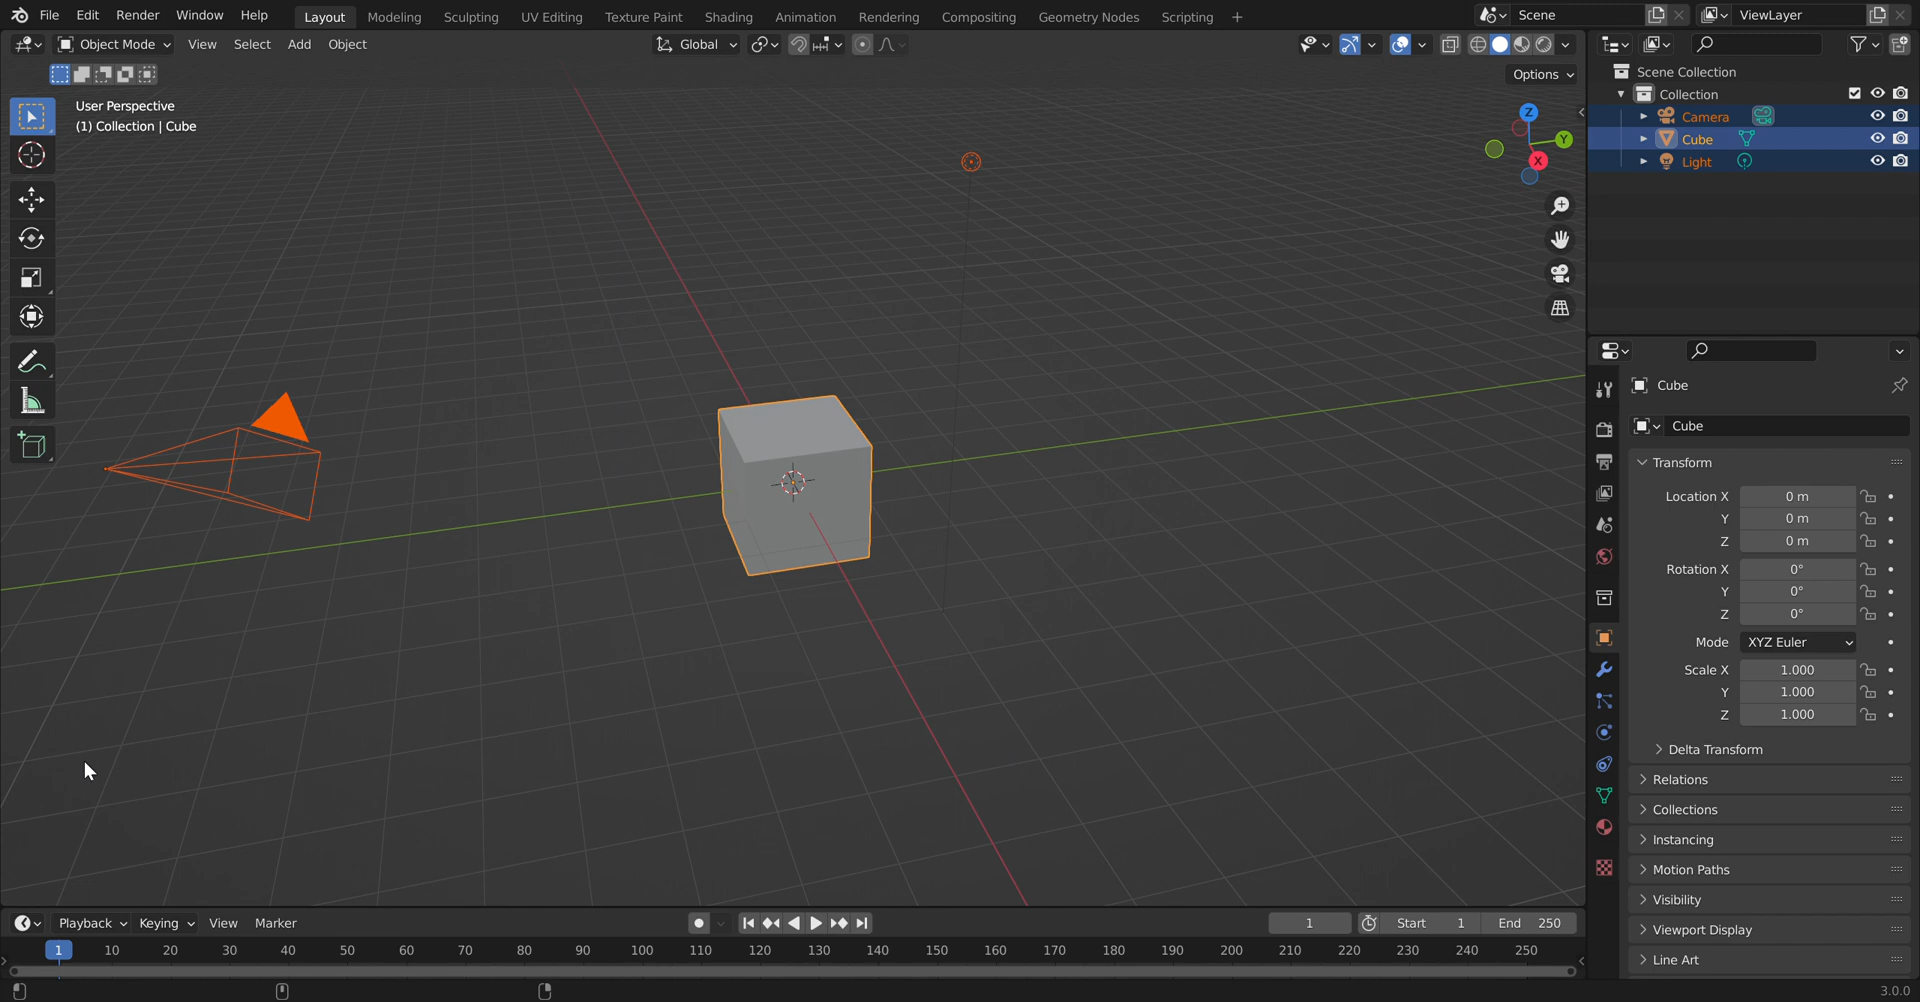 File Edit Render Window Help Layout Modeling Sculpting UV Editing Texture Paint Shading Animation Rendering Compositing Geometry Nodes Scripting + Scene ViewLayer
Object Mode View Select Add Object Global
Options
User Perspective
(1) Collection | Cube
Z
Y
X
Scene Collection
Collection
Camera
Cube
Light
Cube
Cube
Transform
Location X 0 m
Y 0 m
Z 0 m
Rotation X 0°
Y 0°
Z 0°
Mode XYZ Euler
Scale X 1.000
Y 1.000
Z 1.000
Delta Transform
Relations
Collections
Instancing
Motion Paths
Visibility
Viewport Display
Line Art
Playback Keying View Marker 1 Start 1 End 250
1 10 20 30 40 50 60 70 80 90 100 110 120 130 140 150 160 170 180 190 200 210 220 230 240 250
3.0.0